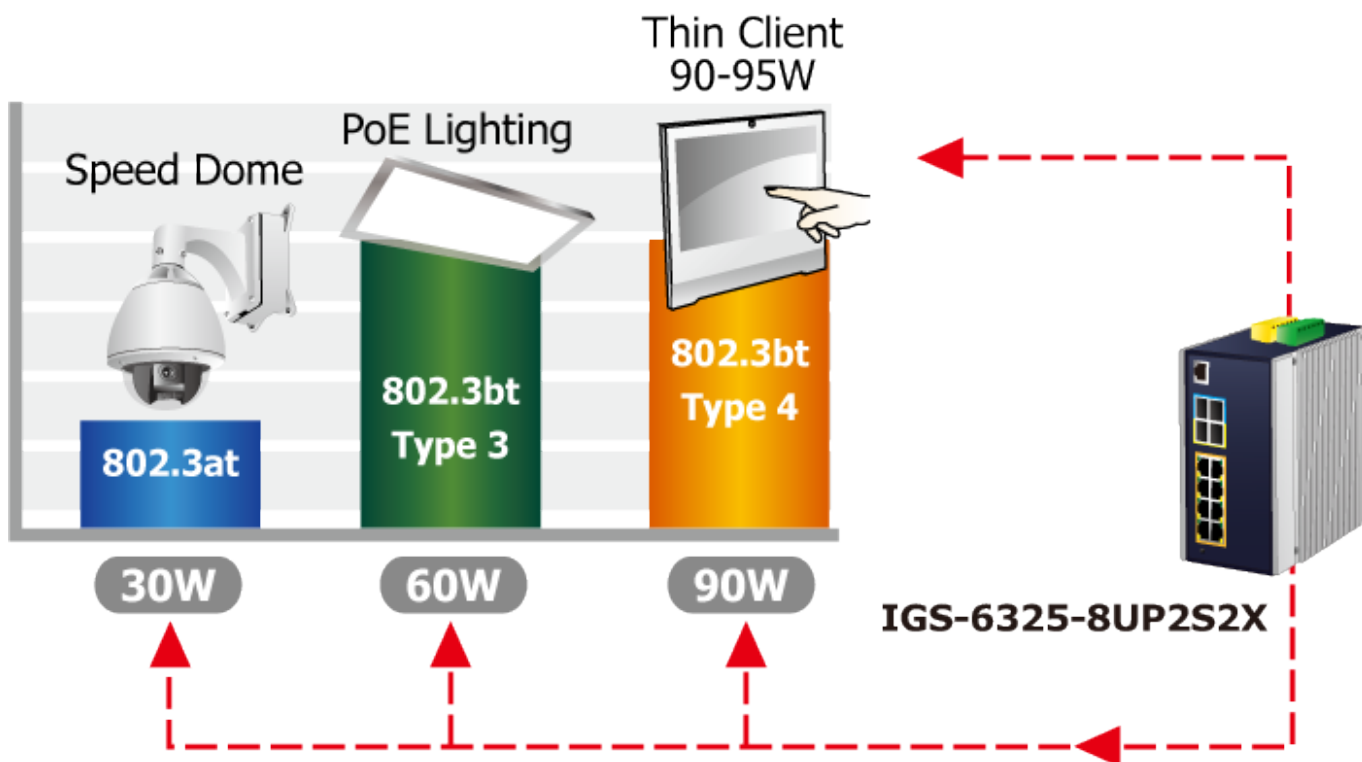 Thin Client
90-95W
PoE Lighting
Speed Dome
802.3at
802.3bt
Type 3
802.3bt
Type 4
30W
60W
90W
IGS-6325-8UP2S2X